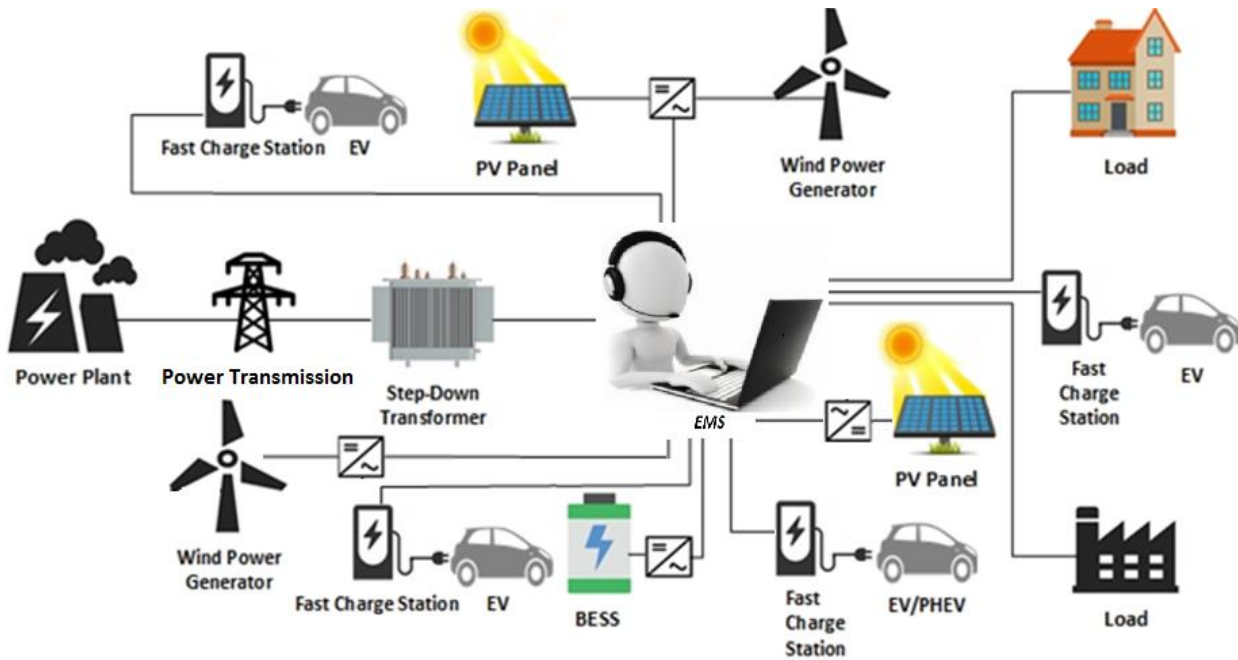 Fast Charge Station
EV
PV Panel
Wind Power
Generator
Load
Power Plant
Power Transmission
Step-Down
Transformer
EMS
Fast
Charge
Station
EV
PV Panel
Wind Power
Generator
Fast Charge Station
EV
BESS
Fast
Charge
Station
EV/PHEV
Load